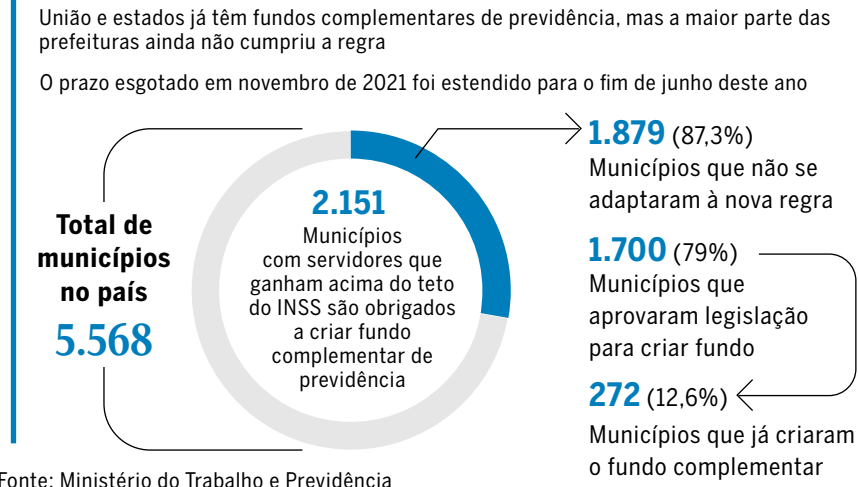 União e estados já têm fundos complementares de previdência, mas a maior parte das
prefeituras ainda não cumpriu a regra
O prazo esgotado em novembro de 2021 foi estendido para o fim de junho deste ano
Total de
municípios
no país
5.568
2.151
Municípios
com servidores que
ganham acima do teto
do INSS são obrigados
a criar fundo
complementar de
previdência
1.879 (87,3%)
Municípios que não se
adaptaram à nova regra
1.700 (79%)
Municípios que
aprovaram legislação
para criar fundo
272 (12,6%)
Municípios que já criaram
o fundo complementar
Fonte: Ministério do Trabalho e Previdência